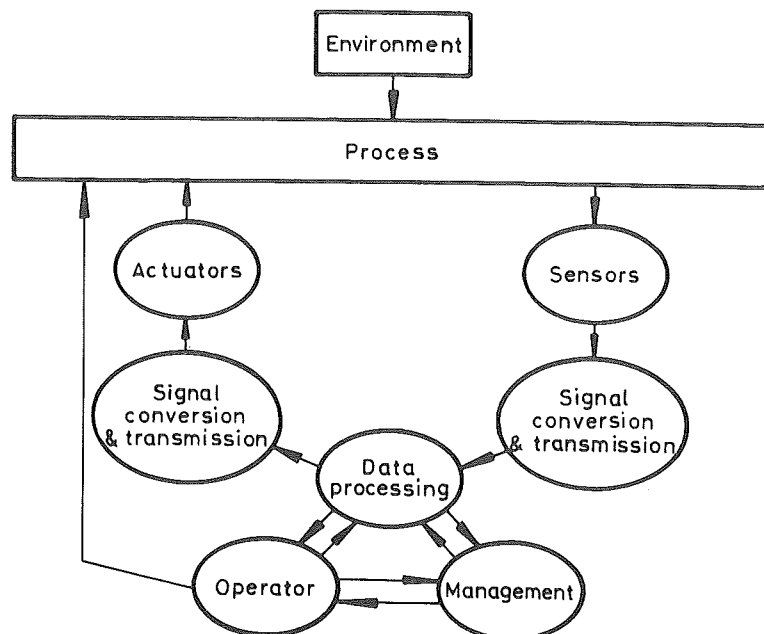 Environment
Process
Actuators
Sensors
Signal
conversion
& transmission
Signal
conversion
& transmission
Data
processing
Operator
Management